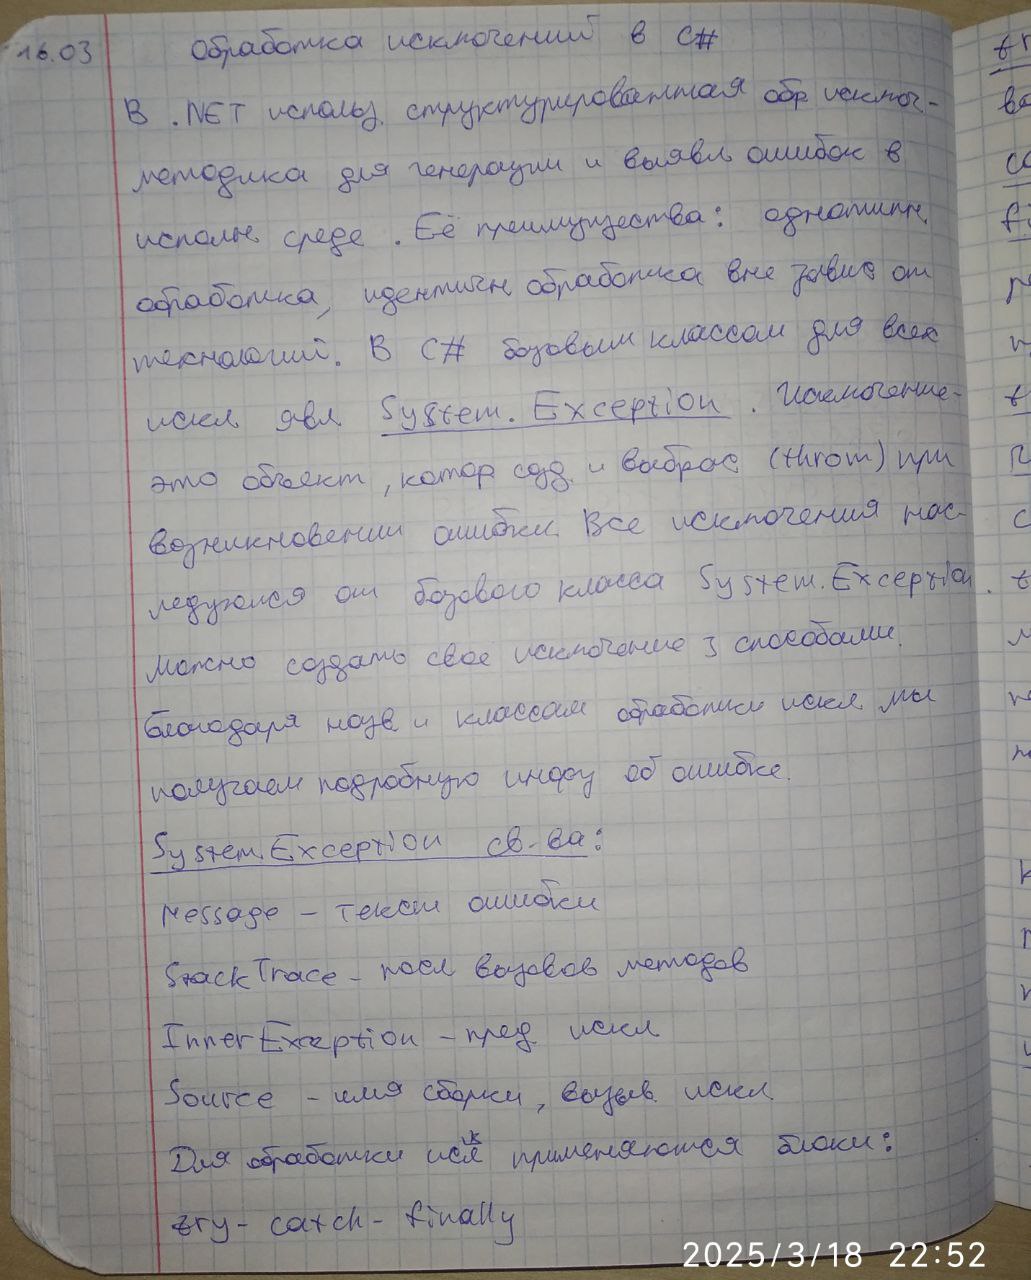 16.03 Обработка исключений в C#
В .NET использ. структурированная обр исключ-
методика для генерации и выявл ошибок в
исполн. среде. Её преимущества: однотипн.
обработка, идентичн обработка вне завис от
технологий. В C# базовым классом для всех
искл явл System.Exception. Исключение-
это объект, котор созд. и выброс (throw) при
возникновении ошибки. Все исключения нас-
ледуются от базового класса System.Exception.
Можно создать свое исключение 3 способами.
Благодаря назв и классам обработки искл мы
получаем подробную инфу об ошибке.
System.Exception св-ва:
Message - текст ошибки
StackTrace - посл вызовов методов
InnerException - пред искл
Source - имя сборки, вызыв. искл
Для обработки искл применяются блоки:
try - catch - finally
2025/3/18 22:52